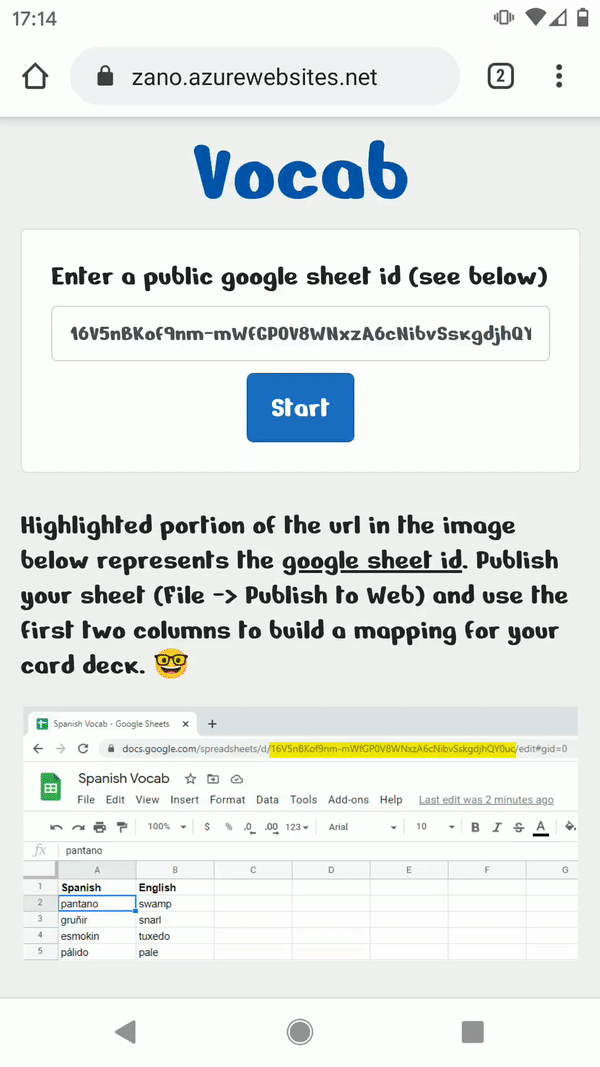 17:14
zano.azurewebsites.net
2
Vocab
Enter a public google sheet id (see below)
16V5nBKof9nm-mWfGP0V8WNxzA6cNibvSskgdjhQY
Start
Highlighted portion of the url in the image
below represents the google sheet id. Publish
your sheet (File -> Publish to Web) and use the
first two columns to build a mapping for your
card deck. 🤓
Spanish Vocab - Google Sheets × +
docs.google.com/spreadsheets/d/16V5nBKof9nm-mWfGP0V8WNxzA6cNibvSskgdjhQY0uc/edit#gid=0
Spanish Vocab
File Edit View Insert Format Data Tools Add-ons Help Last edit was 2 minutes ago
100% $ % .0 .00 123 Arial 10 B I S A
fx pantano
A B C D E F G
1 Spanish English
2 pantano swamp
3 gruñir snarl
4 esmokin tuxedo
5 pálido pale